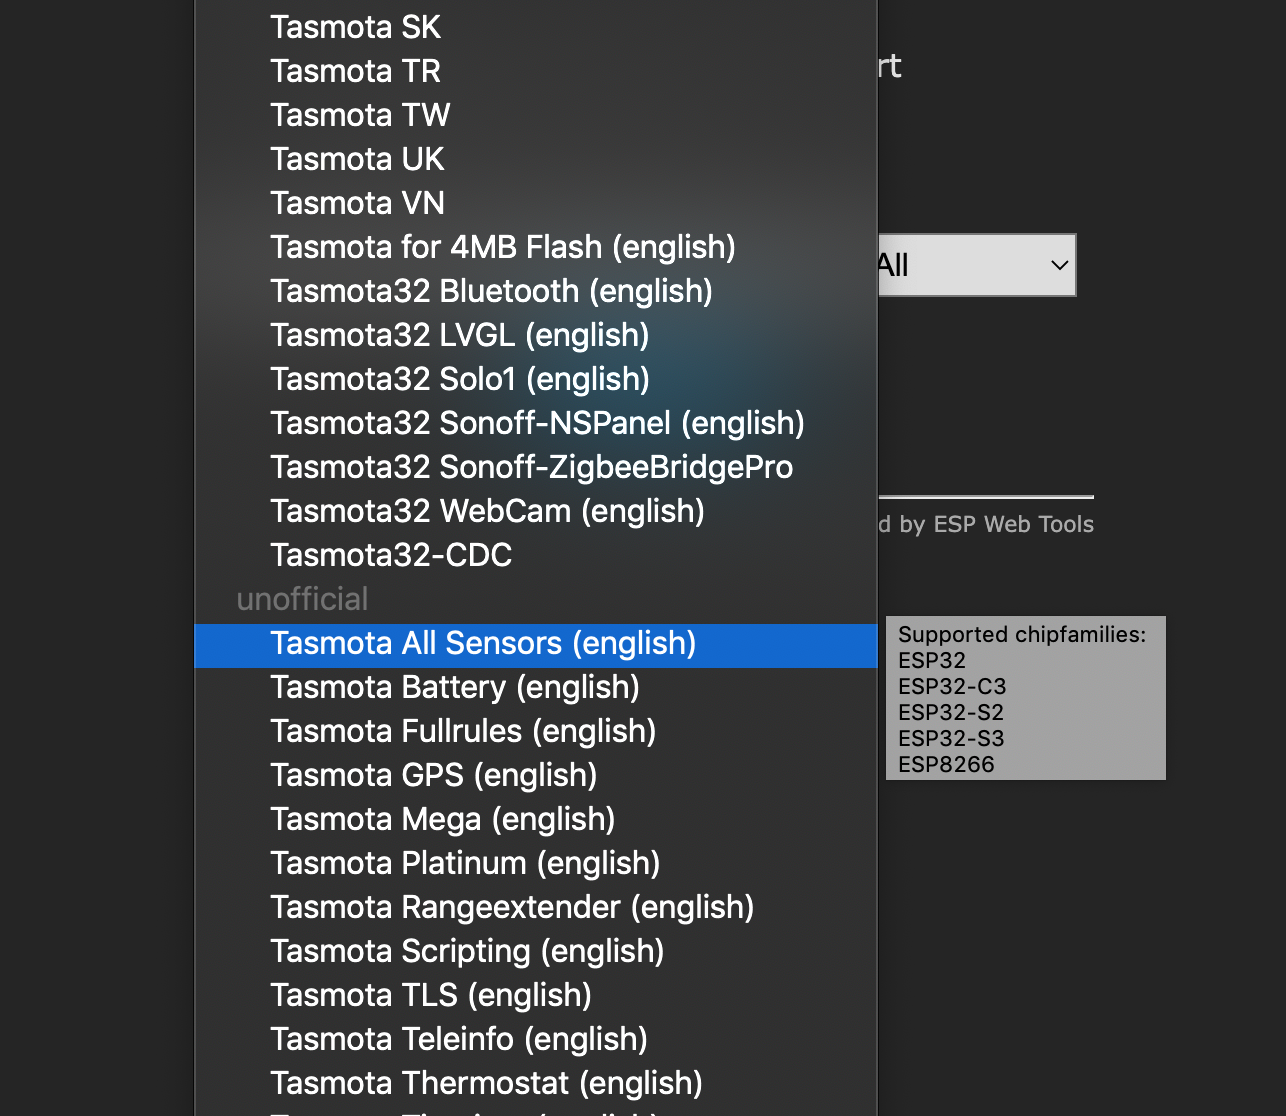 Tasmota SK
Tasmota TR
rt
Tasmota TW
Tasmota UK
Tasmota VN
Tasmota for 4MB Flash (english)
All
Tasmota32 Bluetooth (english)
Tasmota32 LVGL (english)
Tasmota32 Solo1 (english)
Tasmota32 Sonoff-NSPanel (english)
Tasmota32 Sonoff-ZigbeeBridgePro
Tasmota32 WebCam (english)
d by ESP Web Tools
Tasmota32-CDC
unofficial
Tasmota All Sensors (english)
Supported chipfamilies:
ESP32
ESP32-C3
ESP32-S2
ESP32-S3
ESP8266
Tasmota Battery (english)
Tasmota Fullrules (english)
Tasmota GPS (english)
Tasmota Mega (english)
Tasmota Platinum (english)
Tasmota Rangeextender (english)
Tasmota Scripting (english)
Tasmota TLS (english)
Tasmota Teleinfo (english)
Tasmota Thermostat (english)